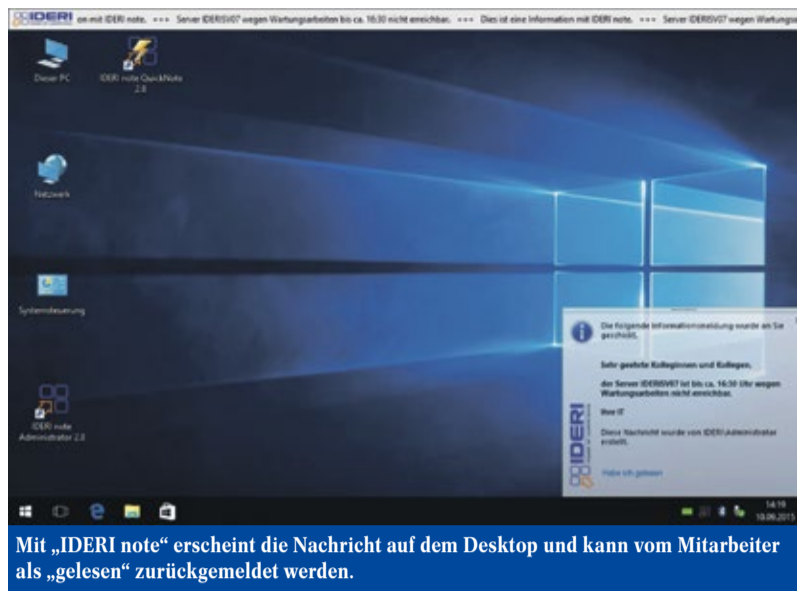 IDERI on mit IDERI note. +++ Server IDERISV07 wegen Wartungsarbeiten bis ca. 16:30 nicht erreichbar. +++ Dies ist eine Information mit IDERI note. +++ Server IDERISV07 wegen
Dieser PC
IDERI note QuickNote
2.8
Netzwerk
Systemsteuerung
IDERI note
Administrator 2.8
Die folgende Informationsmeldung wurde an Sie
geschickt.
Sehr geehrte Kolleginnen und Kollegen,
der Server IDERISV07 ist bis ca. 16:30 Uhr wegen
Wartungsarbeiten nicht erreichbar.
Ihre IT
Diese Nachricht wurde von IDERI\Administrator
erstellt.
IDERI
Habe ich gelesen
14:19
10.09.2015
Mit „IDERI note“ erscheint die Nachricht auf dem Desktop und kann vom Mitarbeiter
als „gelesen“ zurückgemeldet werden.